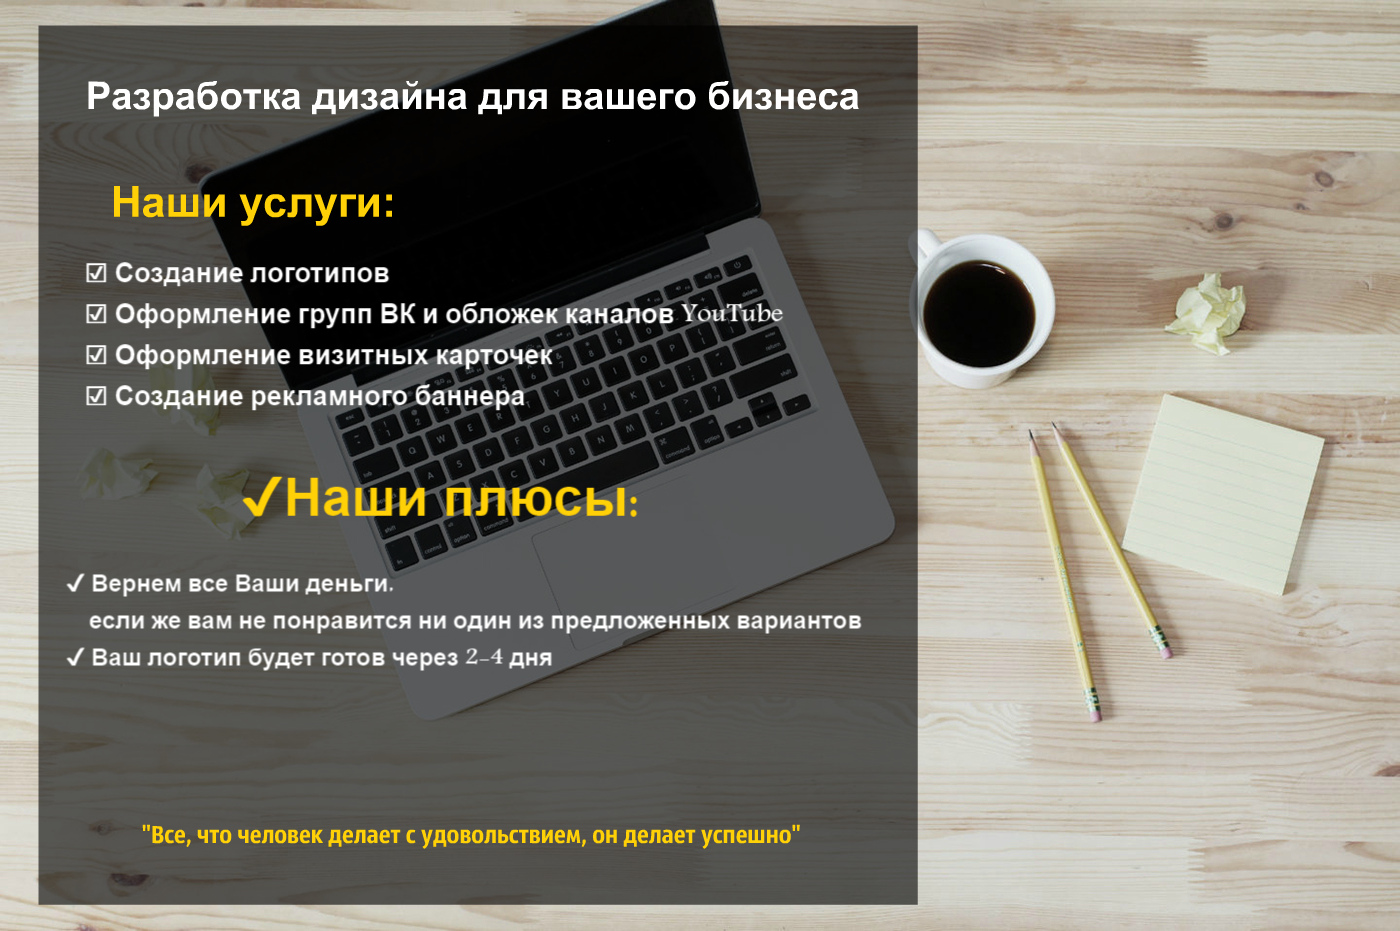 Разработка дизайна для вашего бизнеса
Наши услуги:
☑ Создание логотипов
☑ Оформление групп ВК и обложек каналов YouTube
☑ Оформление визитных карточек
☑ Создание рекламного баннера
✓Наши плюсы:
✓ Вернем все Ваши деньги.
если же вам не понравится ни один из предложенных вариантов
✓ Ваш логотип будет готов через 2-4 дня
"Все, что человек делает с удовольствием, он делает успешно"